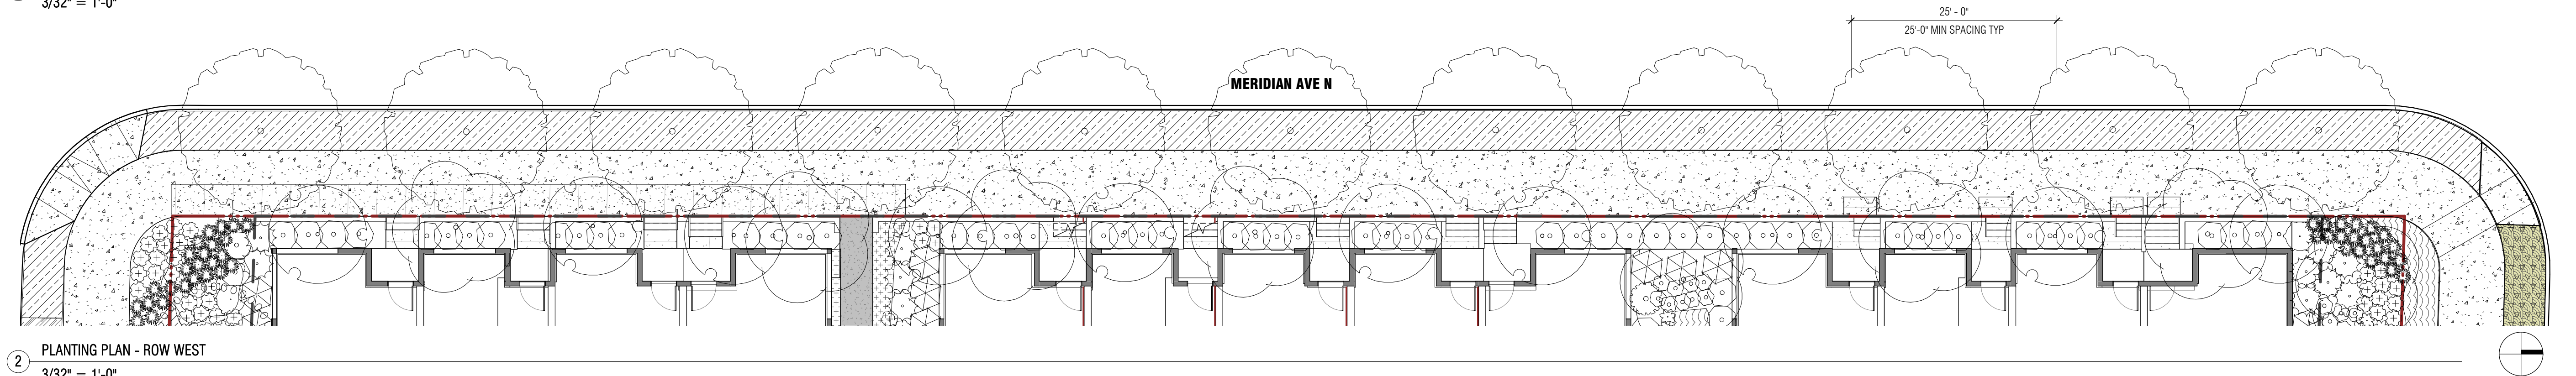 3/32" = 1'-0"
25' - 0"
25'-0" MIN SPACING TYP
MERIDIAN AVE N
PLANTING PLAN - ROW WEST
2
3/32" = 1'-0"